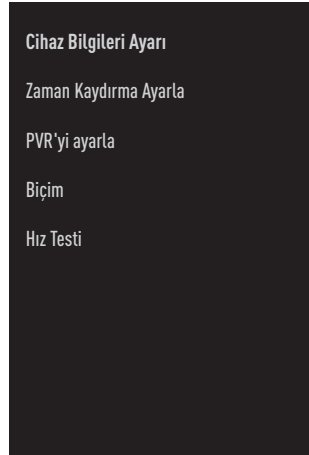 Cihaz Bilgileri Ayarı
Zaman Kaydırma Ayarla
PVR'yi ayarla
Biçim
Hız Testi